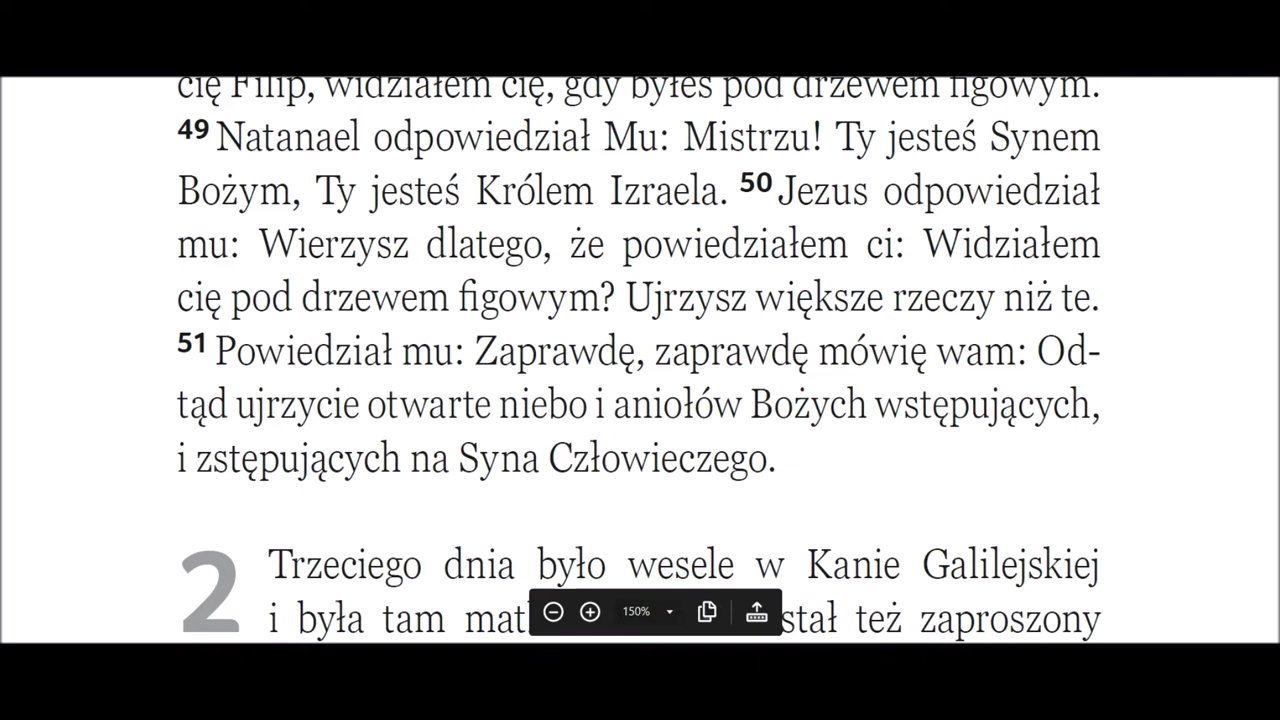 cię Filip, widziałem cię, gdy byłeś pod drzewem figowym.
49 Natanael odpowiedział Mu: Mistrzu! Ty jesteś Synem
Bożym, Ty jesteś Królem Izraela. 50 Jezus odpowiedział
mu: Wierzysz dlatego, że powiedziałem ci: Widziałem
cię pod drzewem figowym? Ujrzysz większe rzeczy niż te.
51 Powiedział mu: Zaprawdę, zaprawdę mówię wam: Od-
tąd ujrzycie otwarte niebo i aniołów Bożych wstępujących,
i zstępujących na Syna Człowieczego.
2 Trzeciego dnia było wesele w Kanie Galilejskiej
i była tam też zaproszony
150%